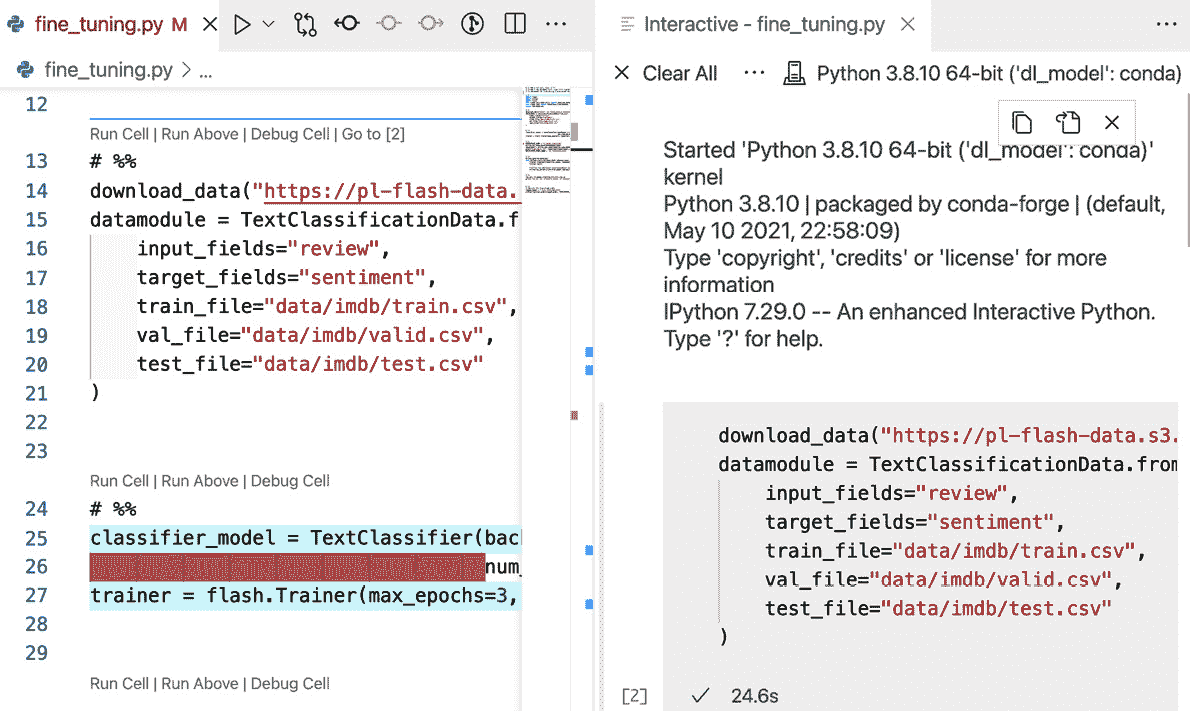 fine_tuning.py M
fine_tuning.py > ...
12
Run Cell | Run Above | Debug Cell | Go to [2]
13 # %%
14 download_data("https://pl-flash-data.
15 datamodule = TextClassificationData.f
16 input_fields="review",
17 target_fields="sentiment",
18 train_file="data/imdb/train.csv",
19 val_file="data/imdb/valid.csv",
20 test_file="data/imdb/test.csv"
21 )
22
23
Run Cell | Run Above | Debug Cell
24 # %%
25 classifier_model = TextClassifier(bac
26 num_
27 trainer = flash.Trainer(max_epochs=3,
28
29
Run Cell | Run Above | Debug Cell
Interactive - fine_tuning.py
Clear All ... Python 3.8.10 64-bit ('dl_model': conda)
Started 'Python 3.8.10 64-bit ('dl_model': conda)'
kernel
Python 3.8.10 | packaged by conda-forge | (default,
May 10 2021, 22:58:09)
Type 'copyright', 'credits' or 'license' for more
information
IPython 7.29.0 -- An enhanced Interactive Python.
Type '?' for help.
download_data("https://pl-flash-data.s3.
datamodule = TextClassificationData.from
input_fields="review",
target_fields="sentiment",
train_file="data/imdb/train.csv",
val_file="data/imdb/valid.csv",
test_file="data/imdb/test.csv"
)
[2] ✓ 24.6s